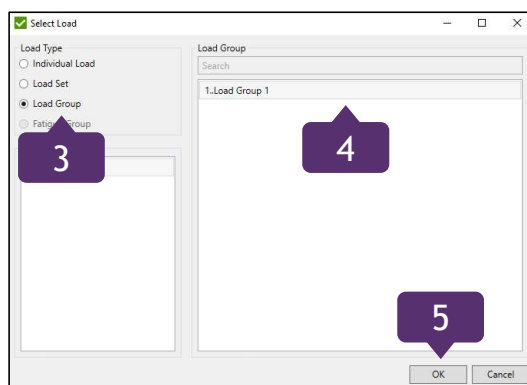 Select Load
Load Type
Individual Load
Load Set
Load Group
Group
3
Load Group
Search
1..Load Group 1
4
5
OK
Cancel